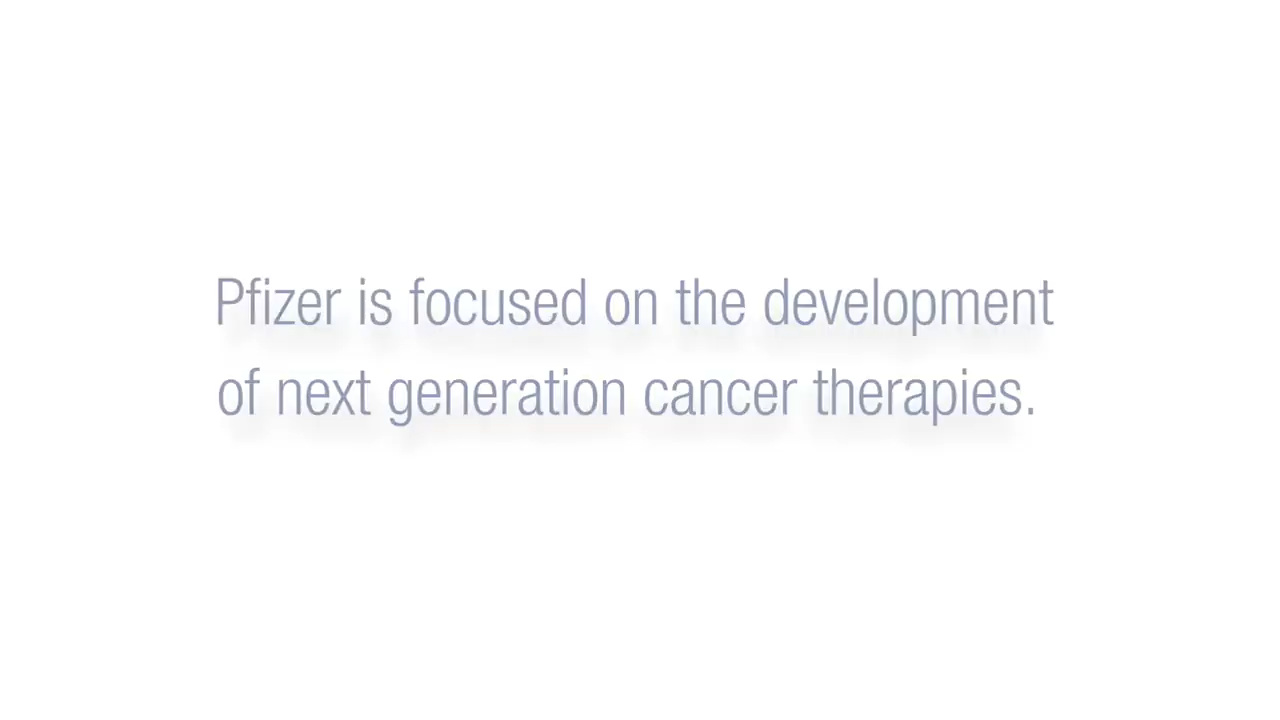 Pfizer is focused on the development
of next generation cancer therapies.